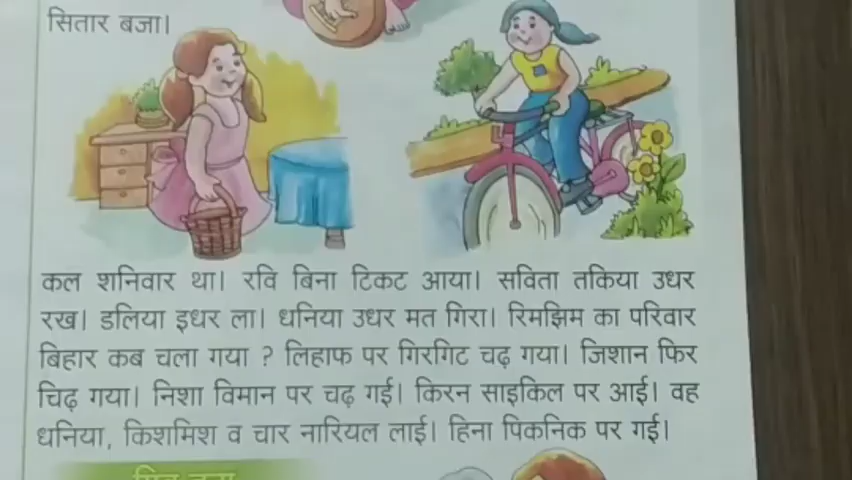 सितार बजा।
कल शनिवार था। रवि बिना टिकट आया। सविता तकिया उधर
रख। डलिया इधर ला। धनिया उधर मत गिरा। रिमझिम का परिवार
बिहार कब चला गया ? लिहाफ पर गिरगिट चढ़ गया। जिशान फिर
चिढ़ गया। निशा विमान पर चढ़ गई। किरन साइकिल पर आई। वह
धनिया, किशमिश व चार नारियल लाई। हिना पिकनिक पर गई।